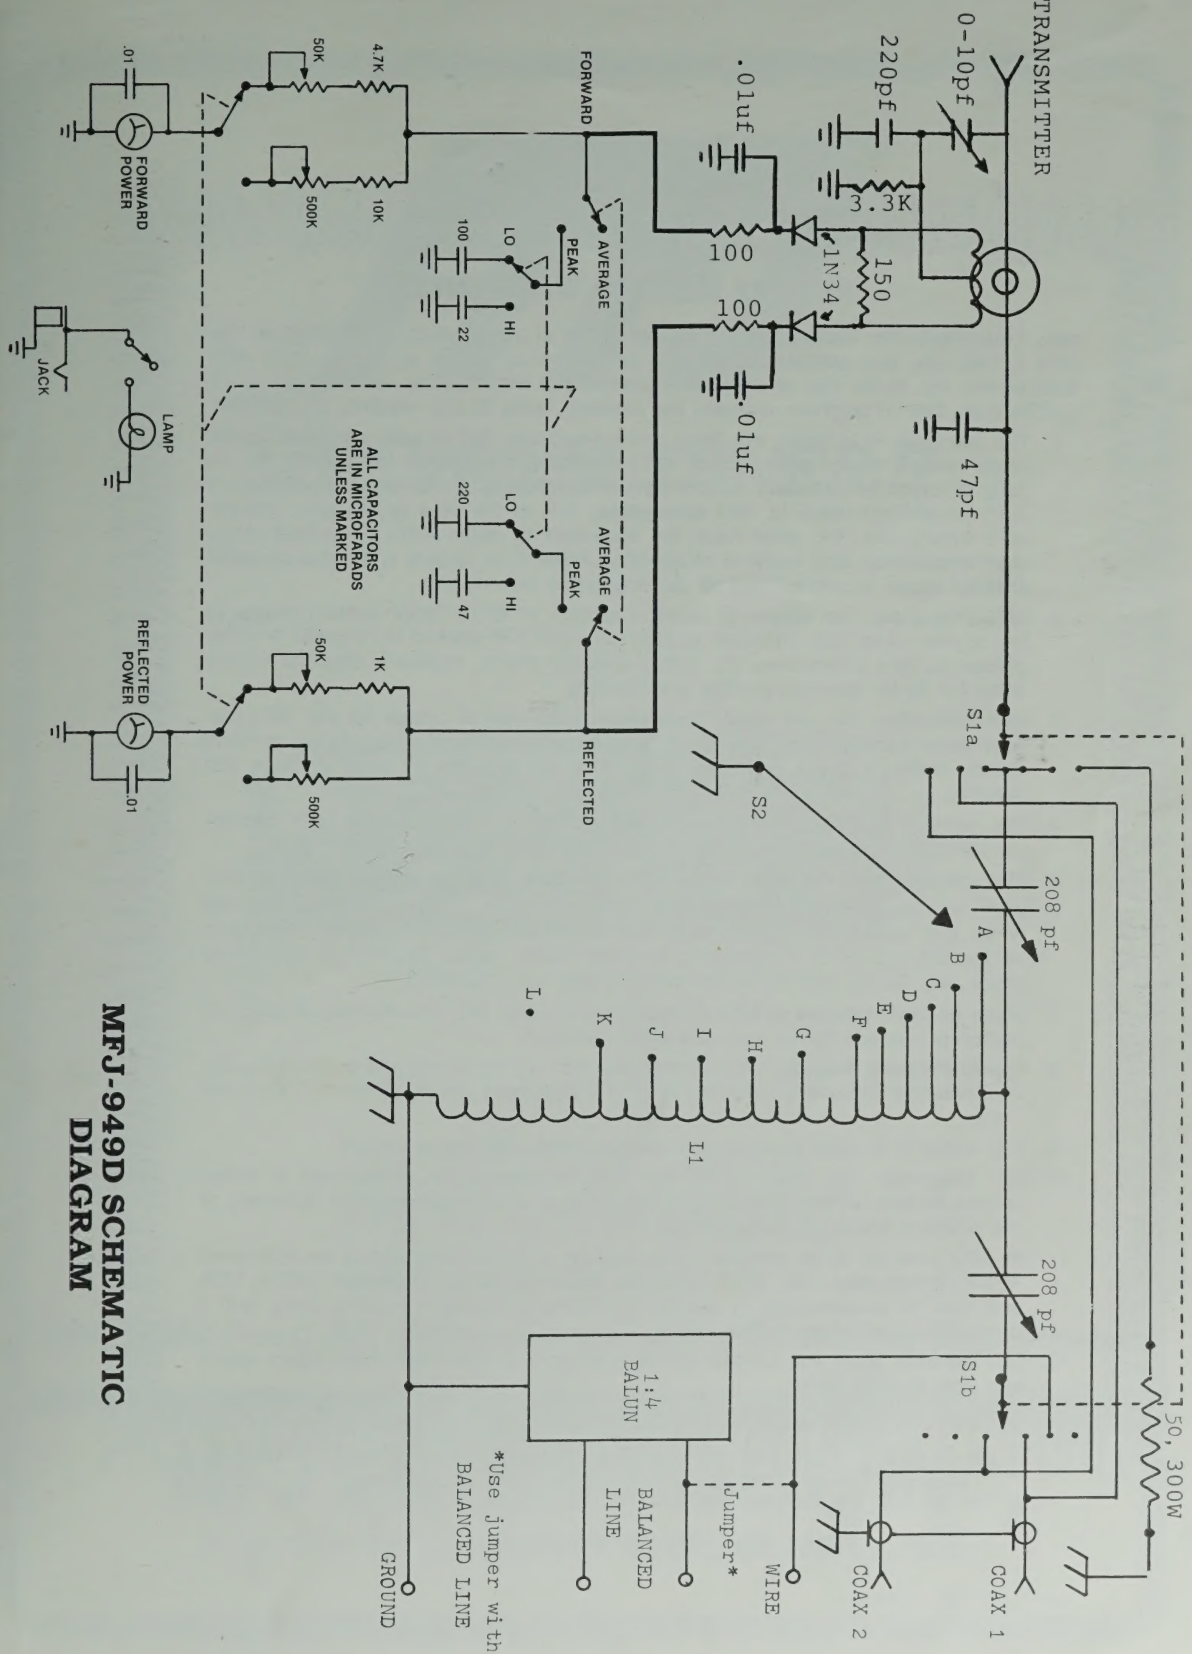 TRANSMITTER
0-10pf
220pf
3.3K
.01uf
150
1N34
100
100
.01uf
47pf
S1a
208 pf
208 pf
S1b
50, 300W
COAX 1
COAX 2
WIRE
Jumper*
BALANCED
LINE
1:4
BALUN
*Use jumper with
BALANCED LINE
GROUND
S2
A
B
C
D
E
F
G
H
I
J
K
L
L1
FORWARD
AVERAGE
PEAK
LO
HI
100
22
4.7K
50K
10K
500K
.01
FORWARD
POWER
JACK
LAMP
ALL CAPACITORS
ARE IN MICROFARADS
UNLESS MARKED
AVERAGE
PEAK
LO
HI
220
47
REFLECTED
1K
50K
500K
REFLECTED
POWER
.01
MFJ-949D SCHEMATIC
DIAGRAM